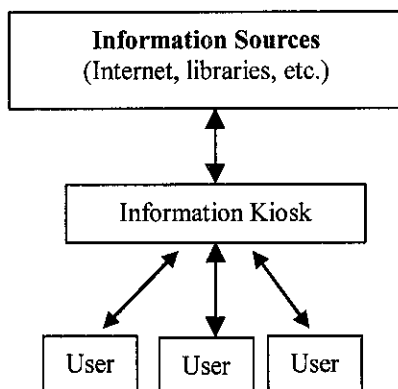 Information Sources
(Internet, libraries, etc.)
Information Kiosk
User
User
User